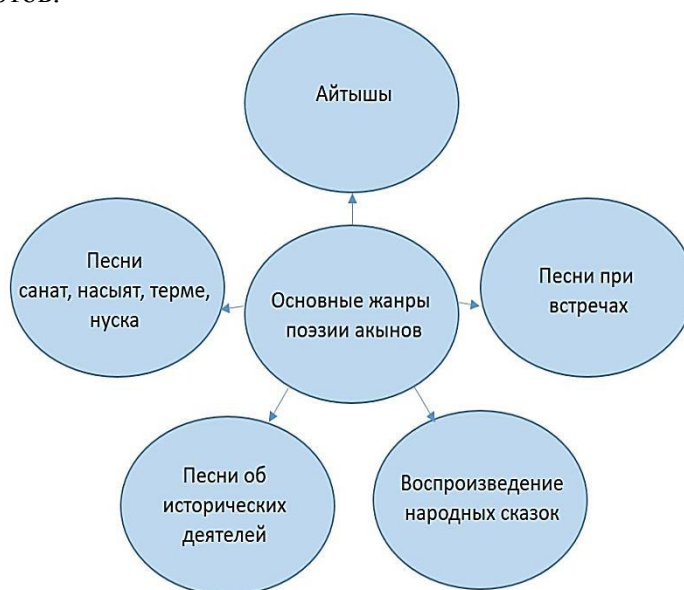 Айтышы
Песни
санат, насыят, терме,
нуска
Основные жанры
поэзии акынов
Песни при
встречах
Песни об
исторических
деятелей
Воспроизведение
народных сказок